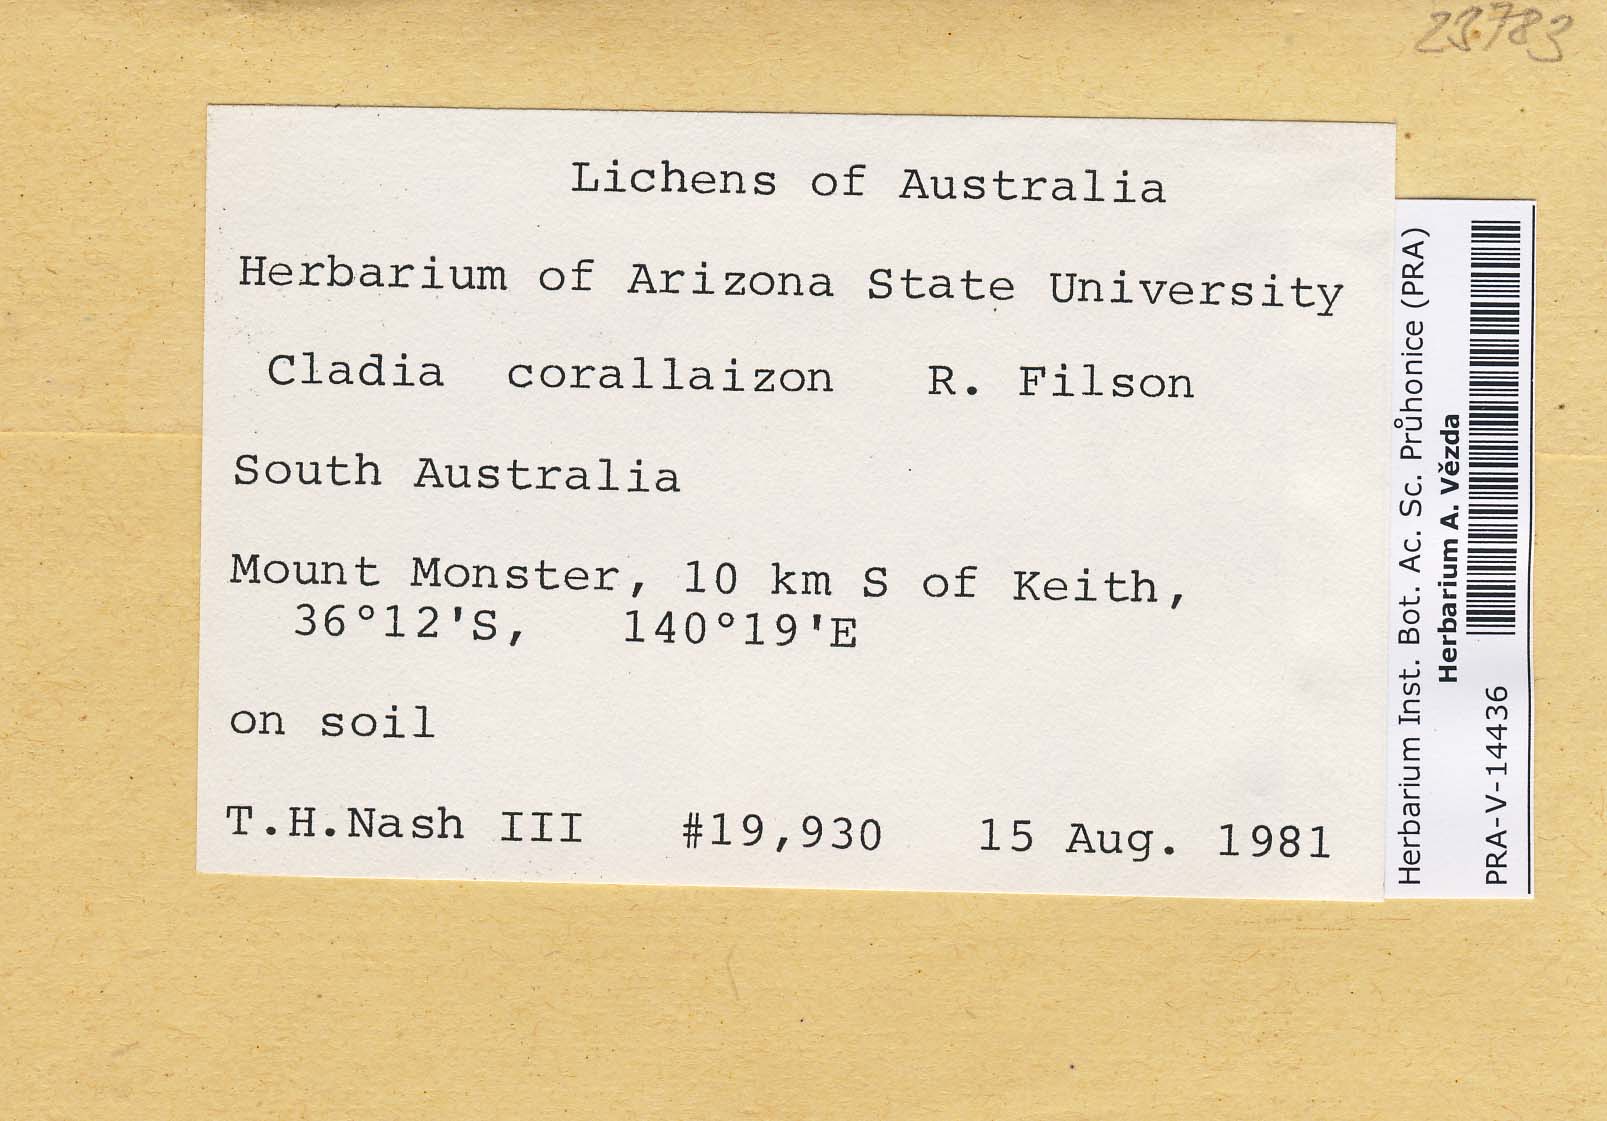 23783
Lichens of Australia
Herbarium of Arizona State University
Cladia corallaizon R. Filson
South Australia
Mount Monster, 10 km S of Keith,
36°12'S, 140°19'E
on soil
T.H.Nash III #19,930 15 Aug. 1981
Herbarium Inst. Bot. Ac. Sc. Průhonice (PRA)
Herbarium A. Vězda
PRA-V-14436